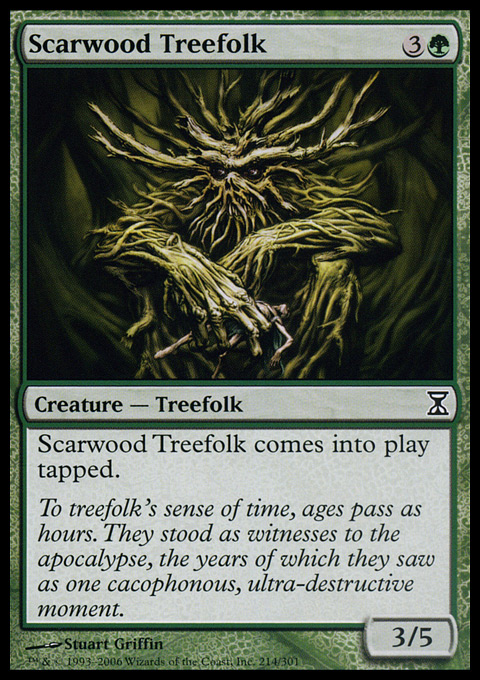 Scarwood Treefolk 3
Creature — Treefolk
Scarwood Treefolk comes into play
tapped.
To treefolk's sense of time, ages pass as
hours. They stood as witnesses to the
apocalypse, the years of which they saw
as one cacophonous, ultra-destructive
moment.
Stuart Griffin
3/5
™ & © 1993–2006 Wizards of the Coast, Inc. 214/301